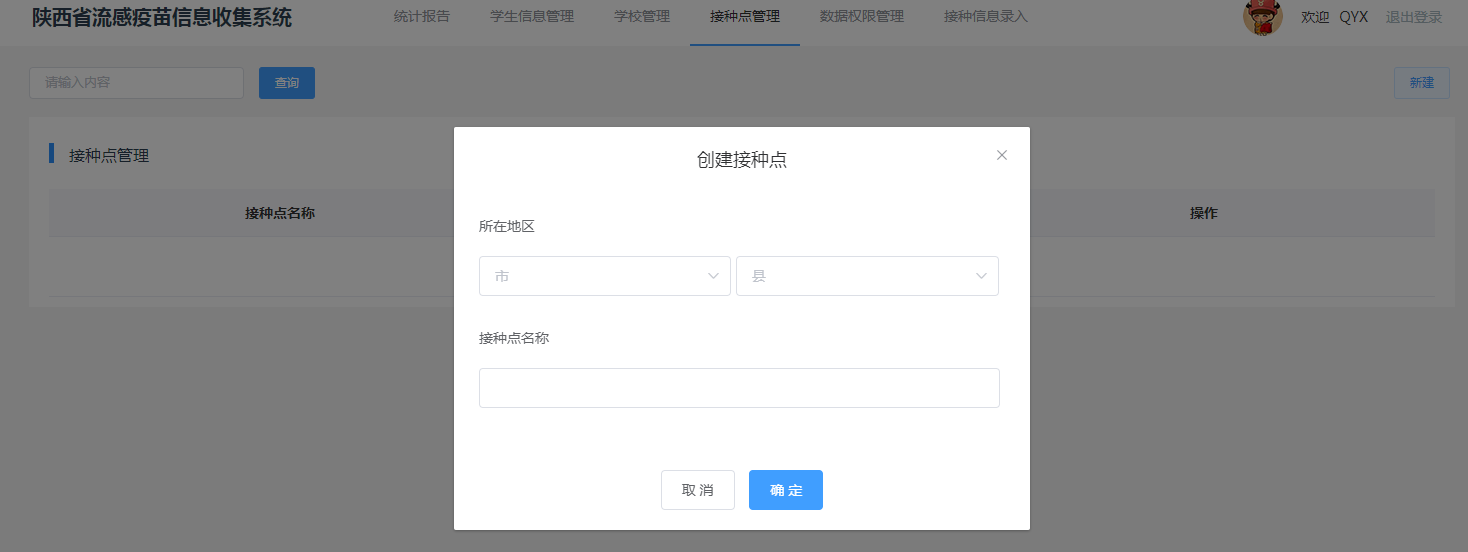 陕西省流感疫苗信息收集系统 统计报告 学生信息管理 学校管理 接种点管理 数据权限管理 接种信息录入 欢迎 QYX 退出登录
请输入内容 查询 新建
接种点管理
接种点名称 操作
创建接种点
所在地区
市 县
接种点名称
取 消 确 定